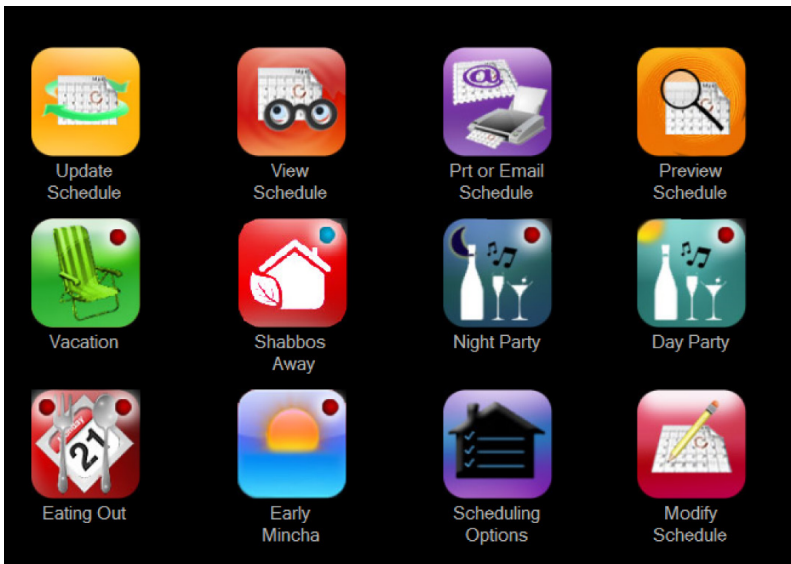 Update
Schedule
View
Schedule
@
Prt or Email
Schedule
Preview
Schedule
Vacation
Shabbos
Away
Night Party
Day Party
21
Eating Out
Early
Mincha
Scheduling
Options
Modify
Schedule